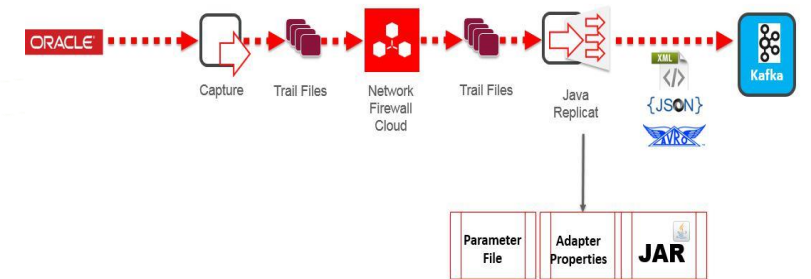 ORACLE
Capture
Trail Files
Network
Firewall
Cloud
Trail Files
Java
Replicat
XML
</>
{JSON}
AVRO
Kafka
Parameter
File
Adapter
Properties
JAR